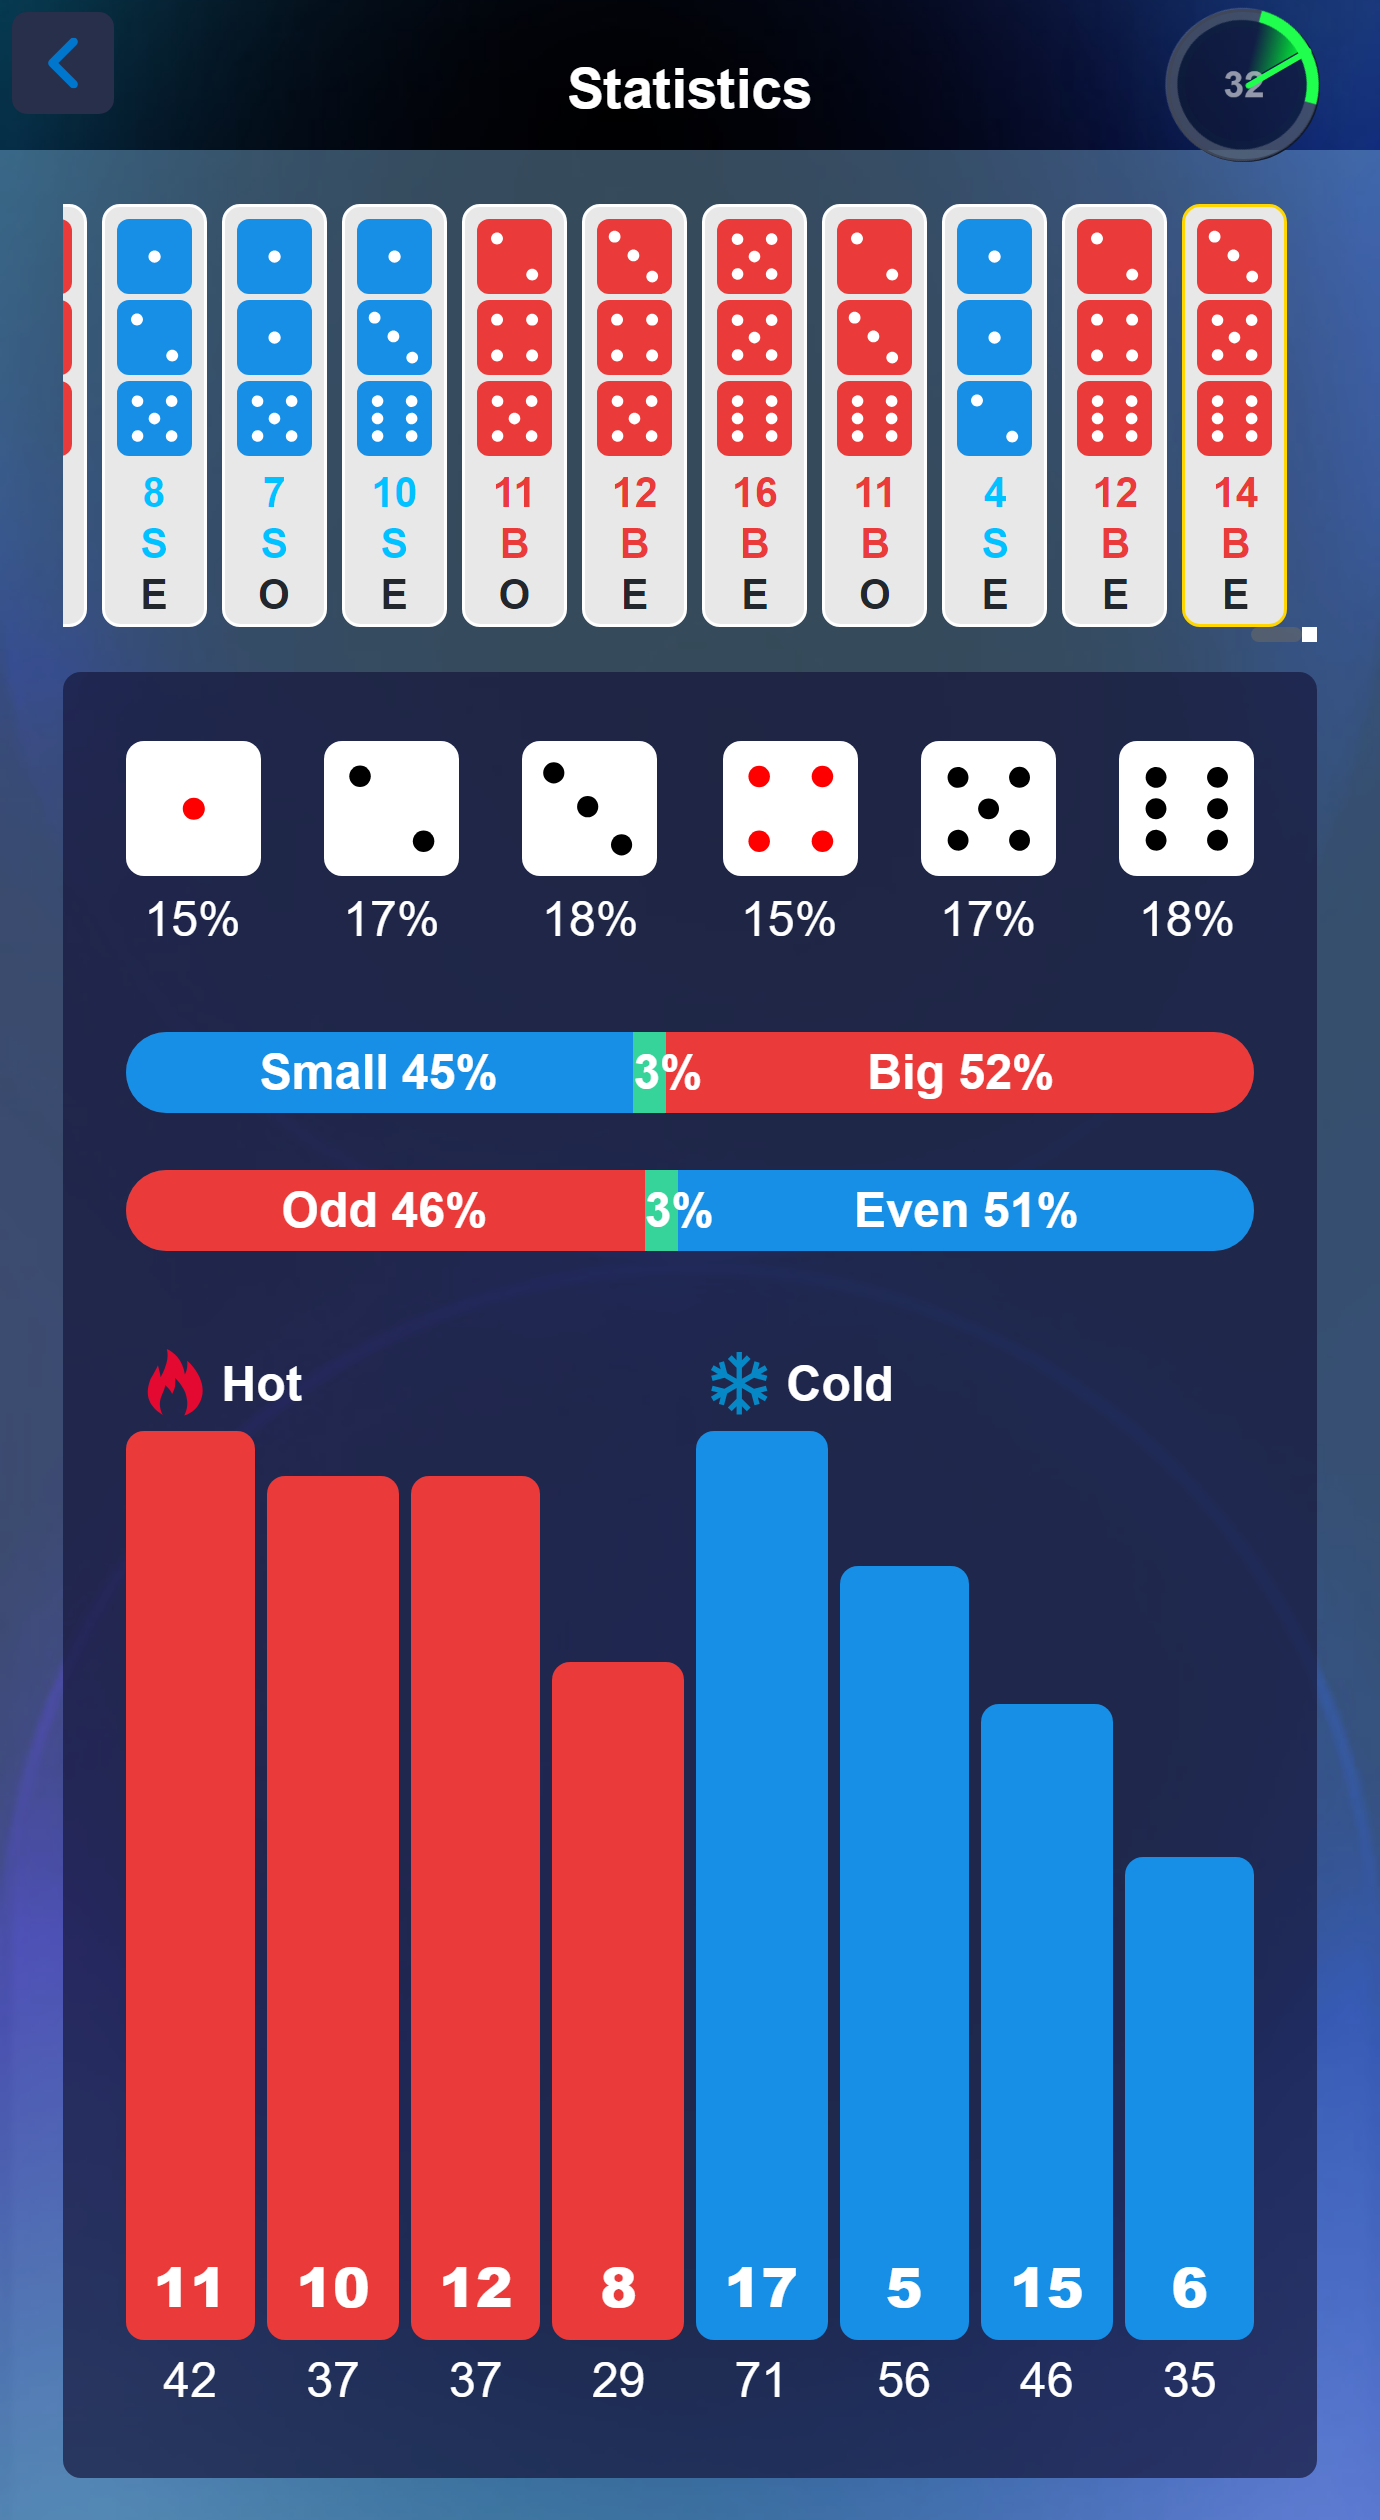 Statistics
32
8 7 10 11 12 16 11 4 12 14
S S S B B B B S B B
E O E O E E O E E E
15% 17% 18% 15% 17% 18%
Small 45% 3% Big 52%
Odd 46% 3% Even 51%
Hot Cold
11 10 12 8 17 5 15 6
42 37 37 29 71 56 46 35